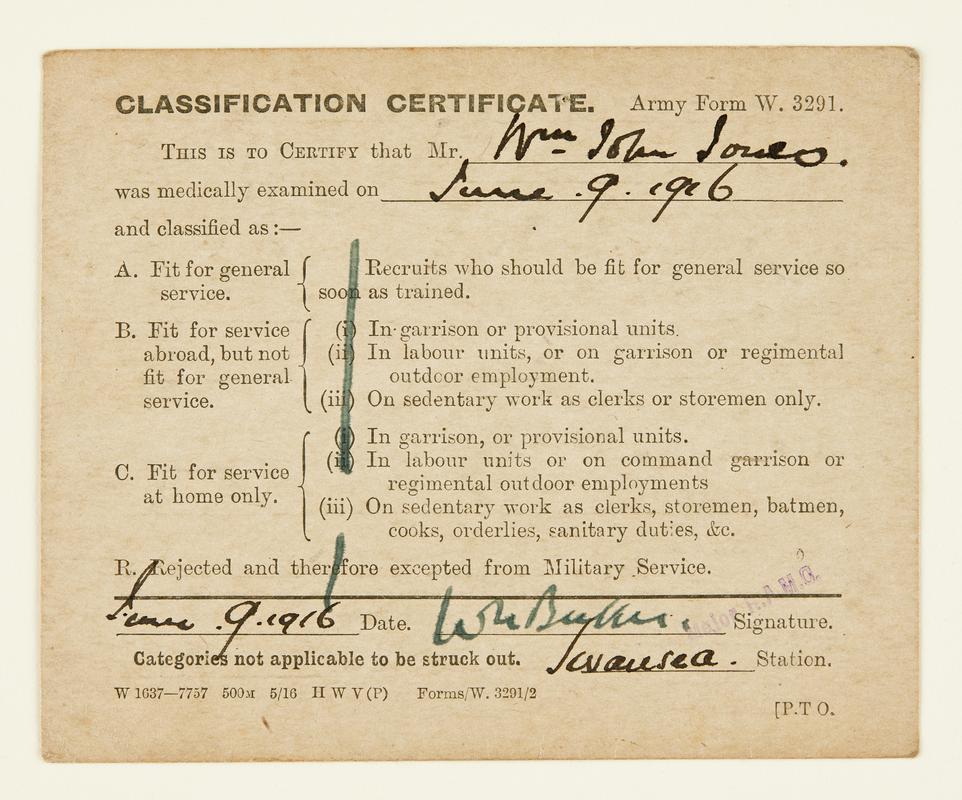 CLASSIFICATION CERTIFICATE. Army Form W. 3291.
THIS IS TO CERTIFY that Mr. Wm John Jones.
was medically examined on June .9. 1916
and classified as :—
A. Fit for general service. Recruits who should be fit for general service so soon as trained.
B. Fit for service abroad, but not fit for general service.
(i) In garrison or provisional units.
(ii) In labour units, or on garrison or regimental outdoor employment.
(iii) On sedentary work as clerks or storemen only.
C. Fit for service at home only.
(i) In garrison, or provisional units.
(ii) In labour units or on command garrison or regimental outdoor employments
(iii) On sedentary work as clerks, storemen, batmen, cooks, orderlies, sanitary duties, &c.
R. Rejected and therefore excepted from Military Service.
June .9.1916 Date. Wm Signature.
Major R.A.M.C.
Categories not applicable to be struck out. Swansea. Station.
W 1637—7757 500M 5/16 H W V (P) Forms/W. 3291/2
[P.T O.